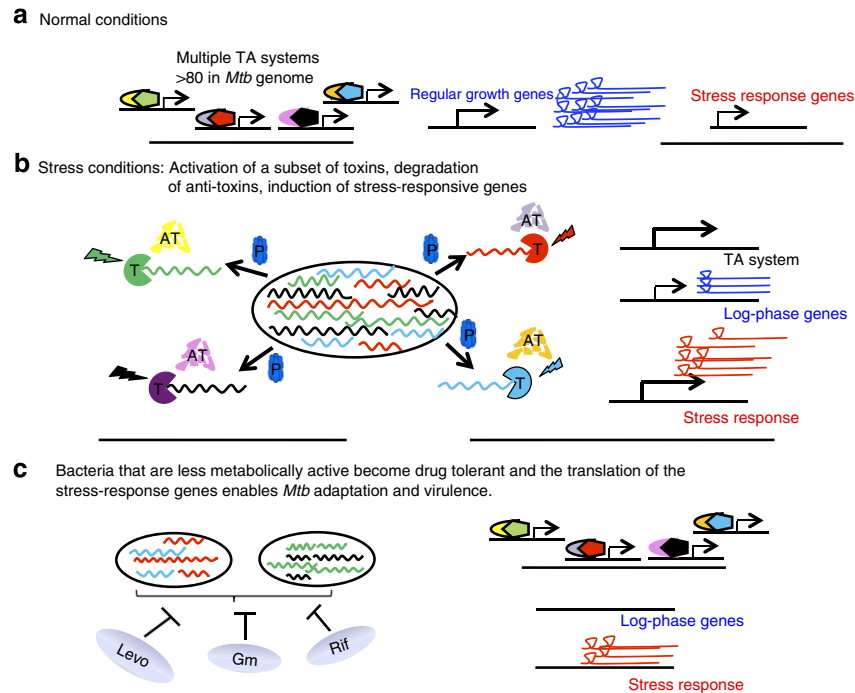 a Normal conditions
Multiple TA systems
>80 in Mtb genome
Regular growth genes
Stress response genes
b Stress conditions: Activation of a subset of toxins, degradation
of anti-toxins, induction of stress-responsive genes
AT
T
P
P
AT
T
TA system
Log-phase genes
AT
T
P
P
AT
T
Stress response
c Bacteria that are less metabolically active become drug tolerant and the translation of the
stress-response genes enables Mtb adaptation and virulence.
Levo
Gm
Rif
Log-phase genes
Stress response